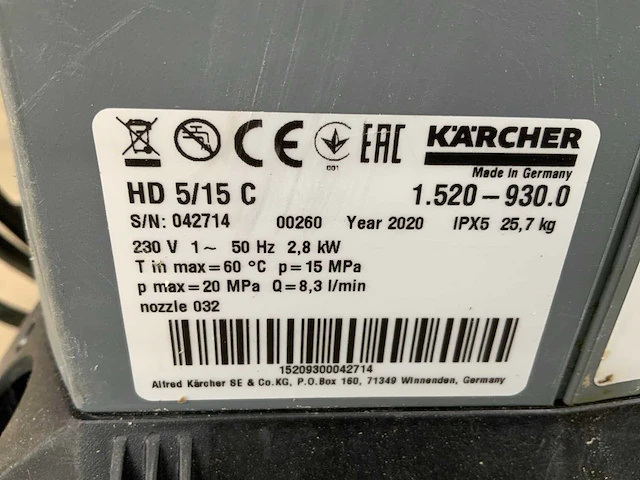 CE EAC KÄRCHER
001
Made in Germany
HD 5/15 C 1.520-930.0
S/N: 042714 00260 Year 2020 IPX5 25,7 kg
230 V 1~ 50 Hz 2,8 kW
T in max=60 °C p=15 MPa
p max=20 MPa Q=8,3 l/min
nozzle 032
15209300042714
Alfred Kärcher SE & Co.KG, P.O.Box 160, 71349 Winnenden, Germany